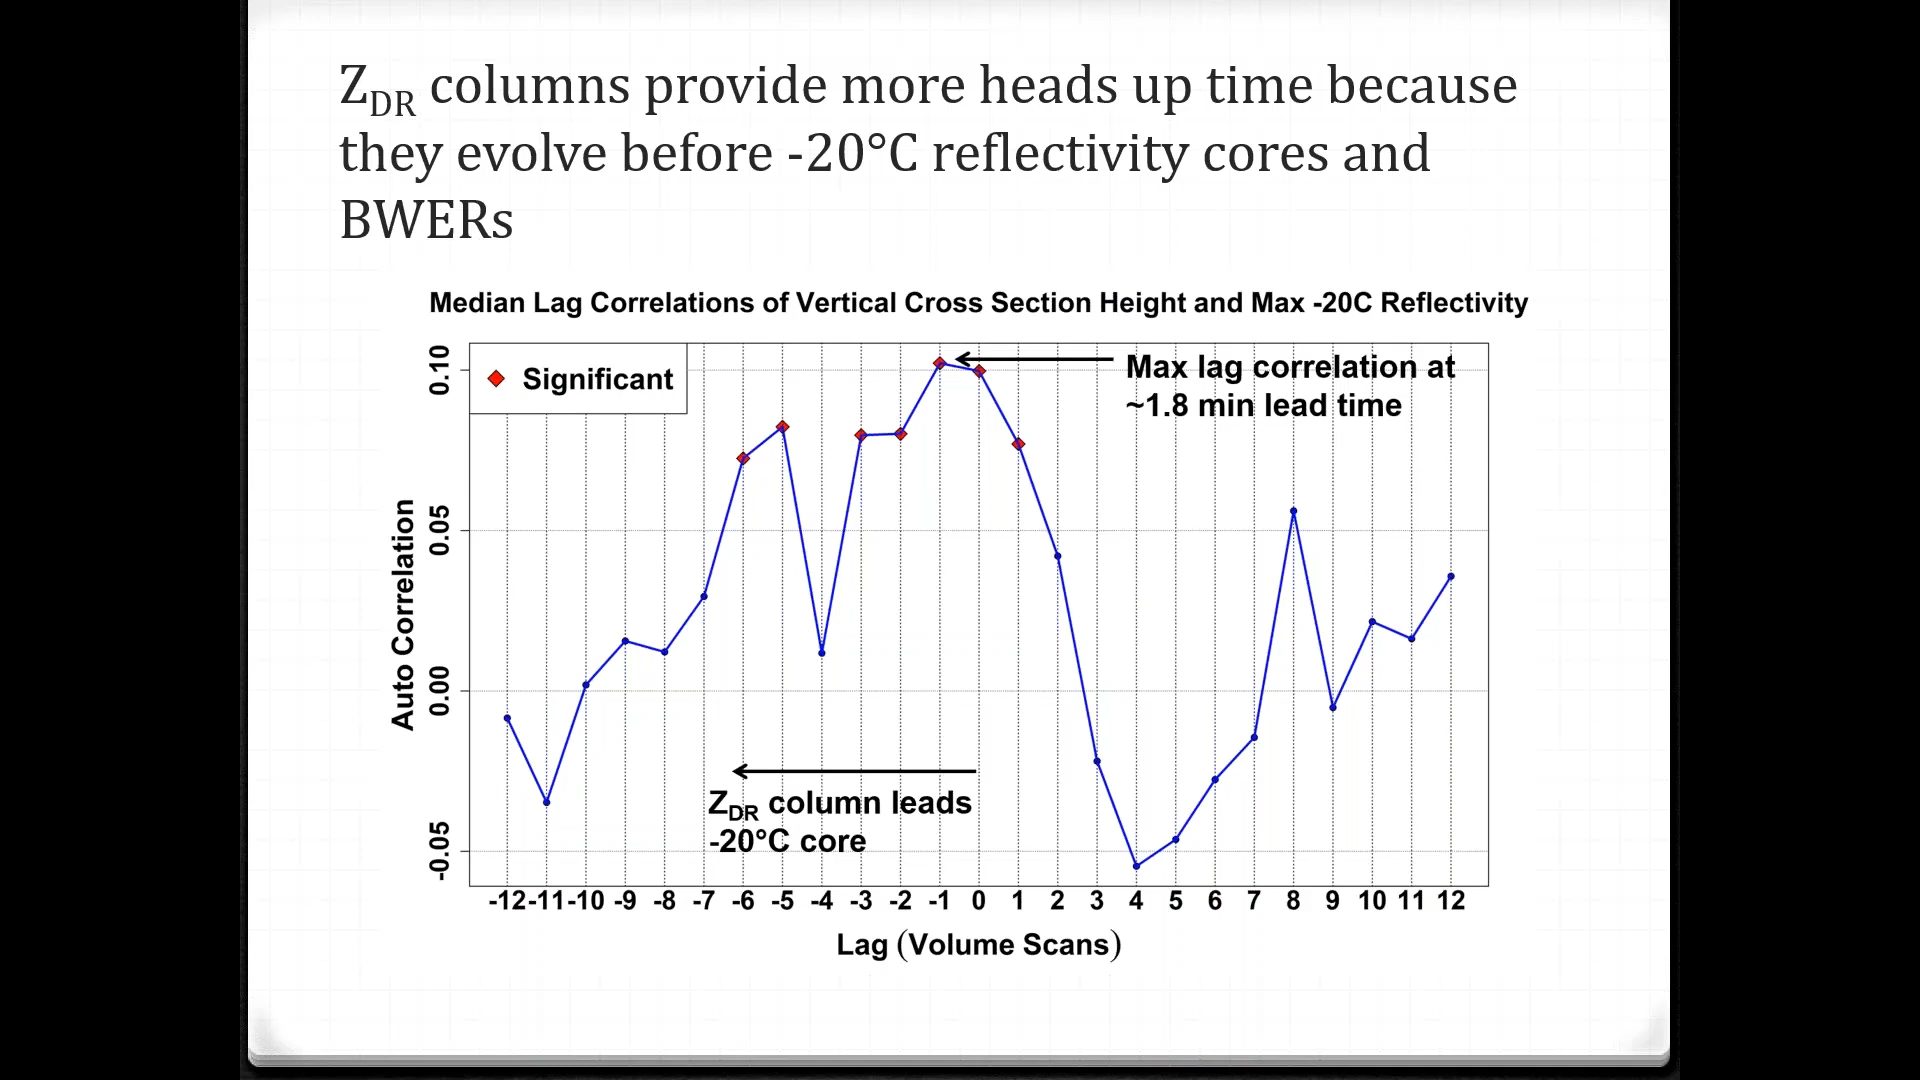 Z_DR columns provide more heads up time because
they evolve before -20°C reflectivity cores and
BWERs
Median Lag Correlations of Vertical Cross Section Height and Max -20C Reflectivity
Significant
Max lag correlation at
~1.8 min lead time
Auto Correlation
0.10
0.05
0.00
-0.05
Z_DR column leads
-20°C core
-12 -11 -10 -9 -8 -7 -6 -5 -4 -3 -2 -1 0 1 2 3 4 5 6 7 8 9 10 11 12
Lag (Volume Scans)